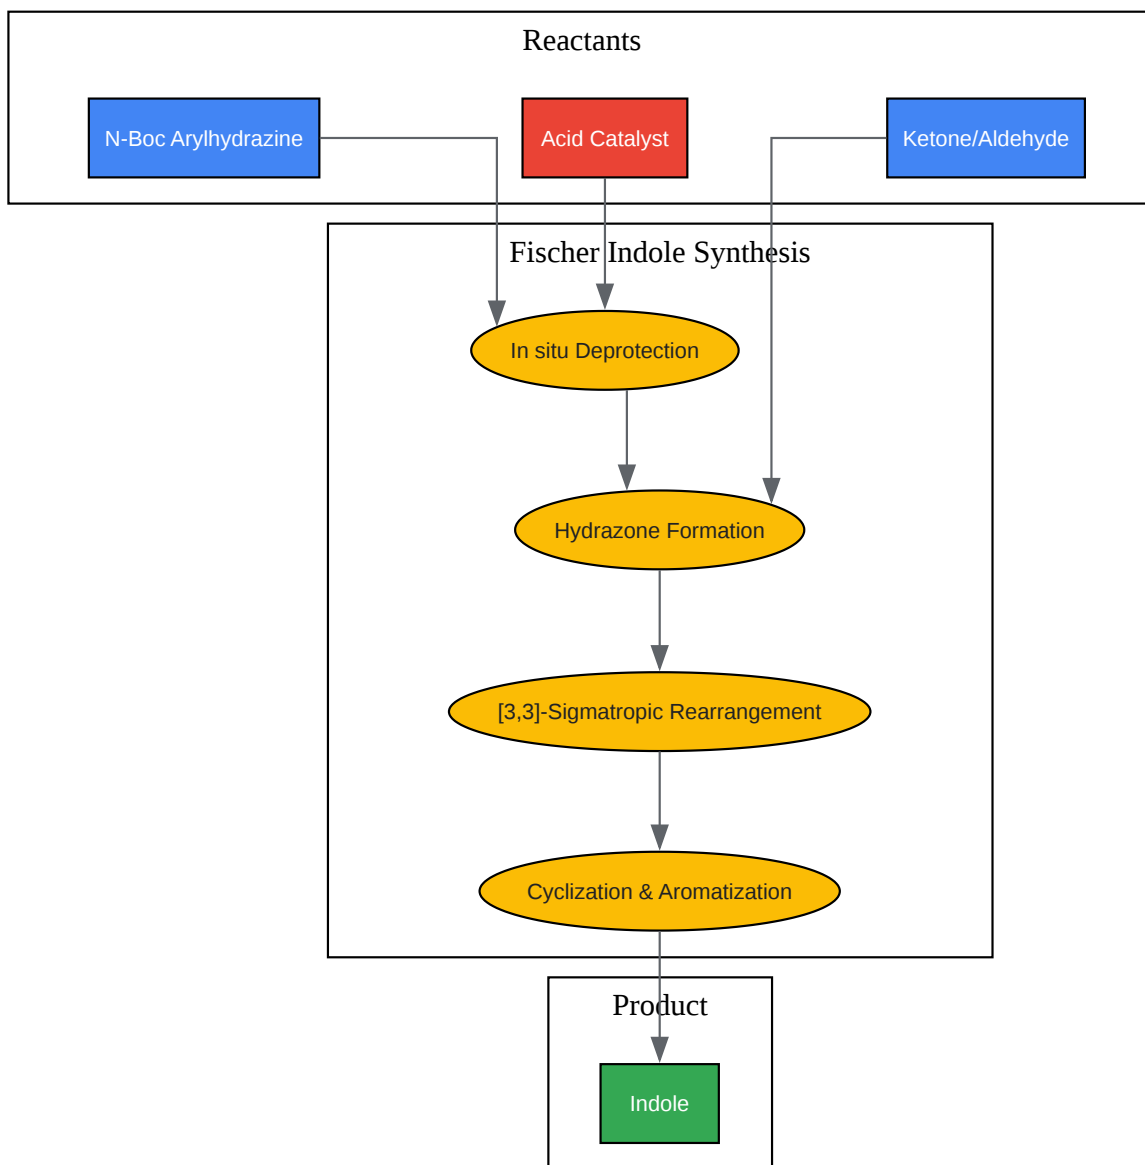 Reactants
N-Boc Arylhydrazine
Acid Catalyst
Ketone/Aldehyde
Fischer Indole Synthesis
In situ Deprotection
Hydrazone Formation
[3,3]-Sigmatropic Rearrangement
Cyclization & Aromatization
Product
Indole